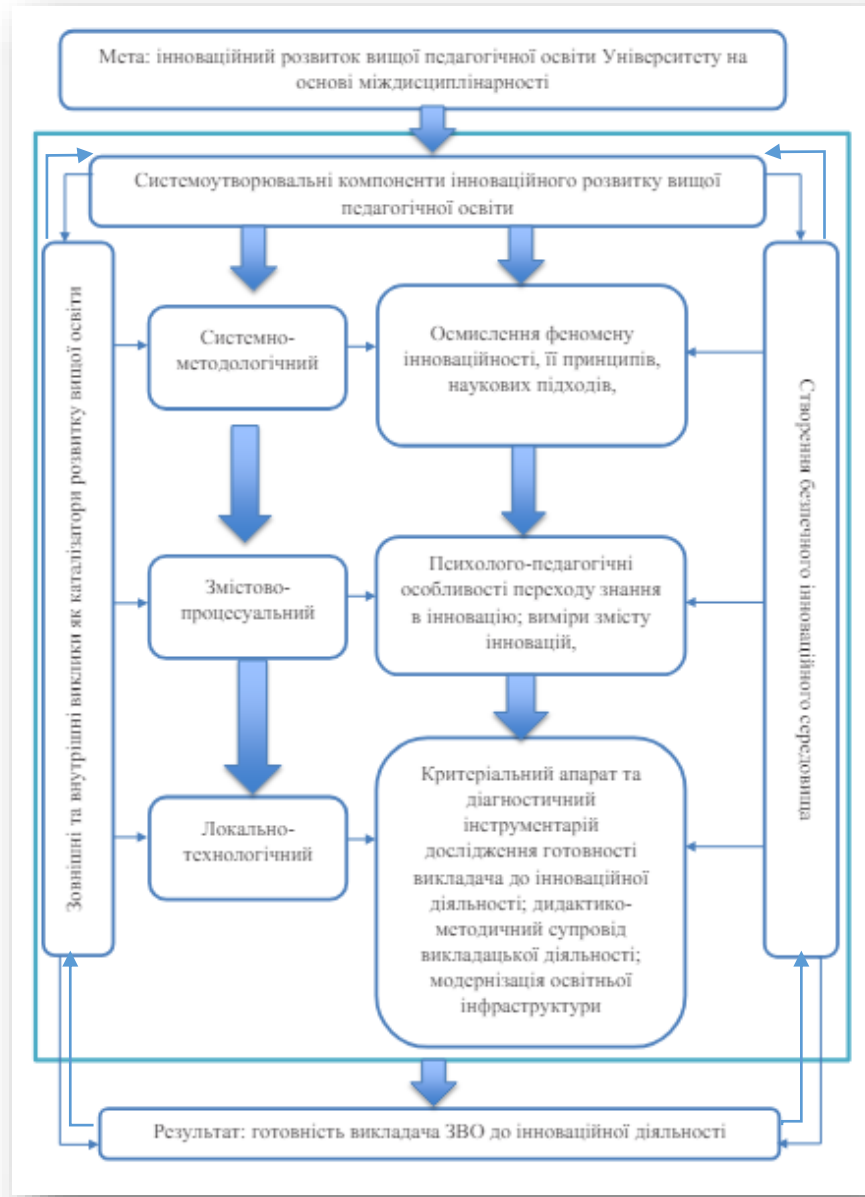 Мета: інноваційний розвиток вищої педагогічної освіти Університету на
основі міждисциплінарності
Системоутворювальні компоненти інноваційного розвитку вищої
педагогічної освіти
Зовнішні та внутрішні виклики як каталізатори розвитку вищої освіти
Системно-
методологічний
Осмислення феномену
інноваційності, її принципів,
наукових підходів,
Змістово-
процесуальний
Психолого-педагогічні
особливості переходу знання
в інновацію; виміри змісту
інновацій,
Локально-
технологічний
Критеріальний апарат та
діагностичний
інструментарій
дослідження готовності
викладача до інноваційної
діяльності; дидактико-
методичний супровід
викладацької діяльності;
модернізація освітньої
інфраструктури
Створення безпечного інноваційного середовища
Результат: готовність викладача ЗВО до інноваційної діяльності